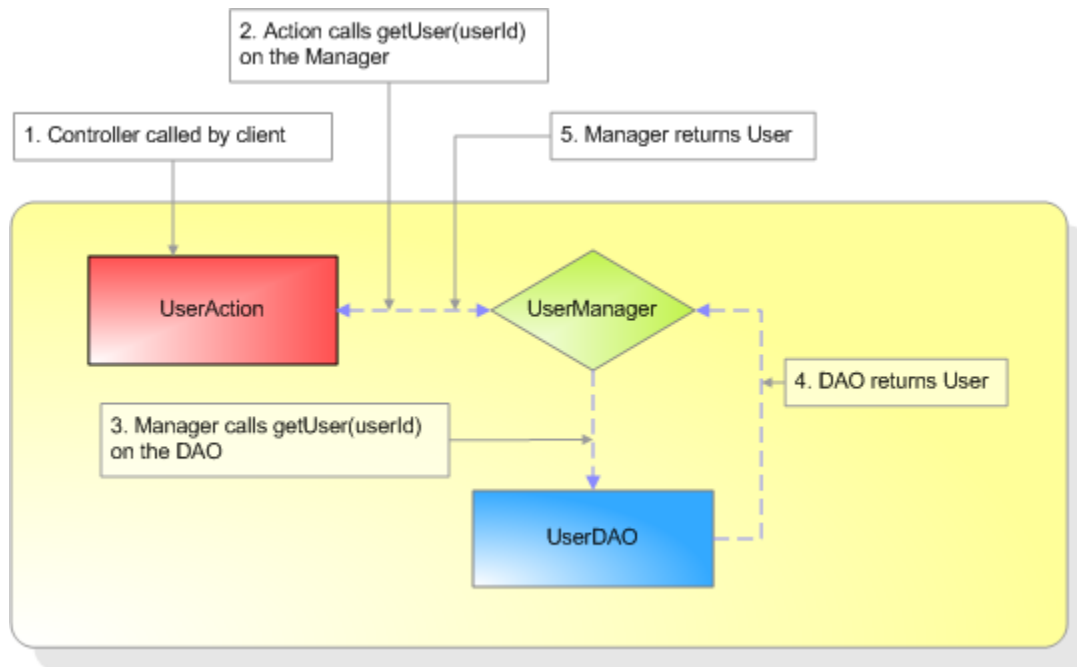 2. Action calls getUser(userId)
on the Manager
1. Controller called by client
5. Manager returns User
UserAction
UserManager
4. DAO returns User
3. Manager calls getUser(userId)
on the DAO
UserDAO